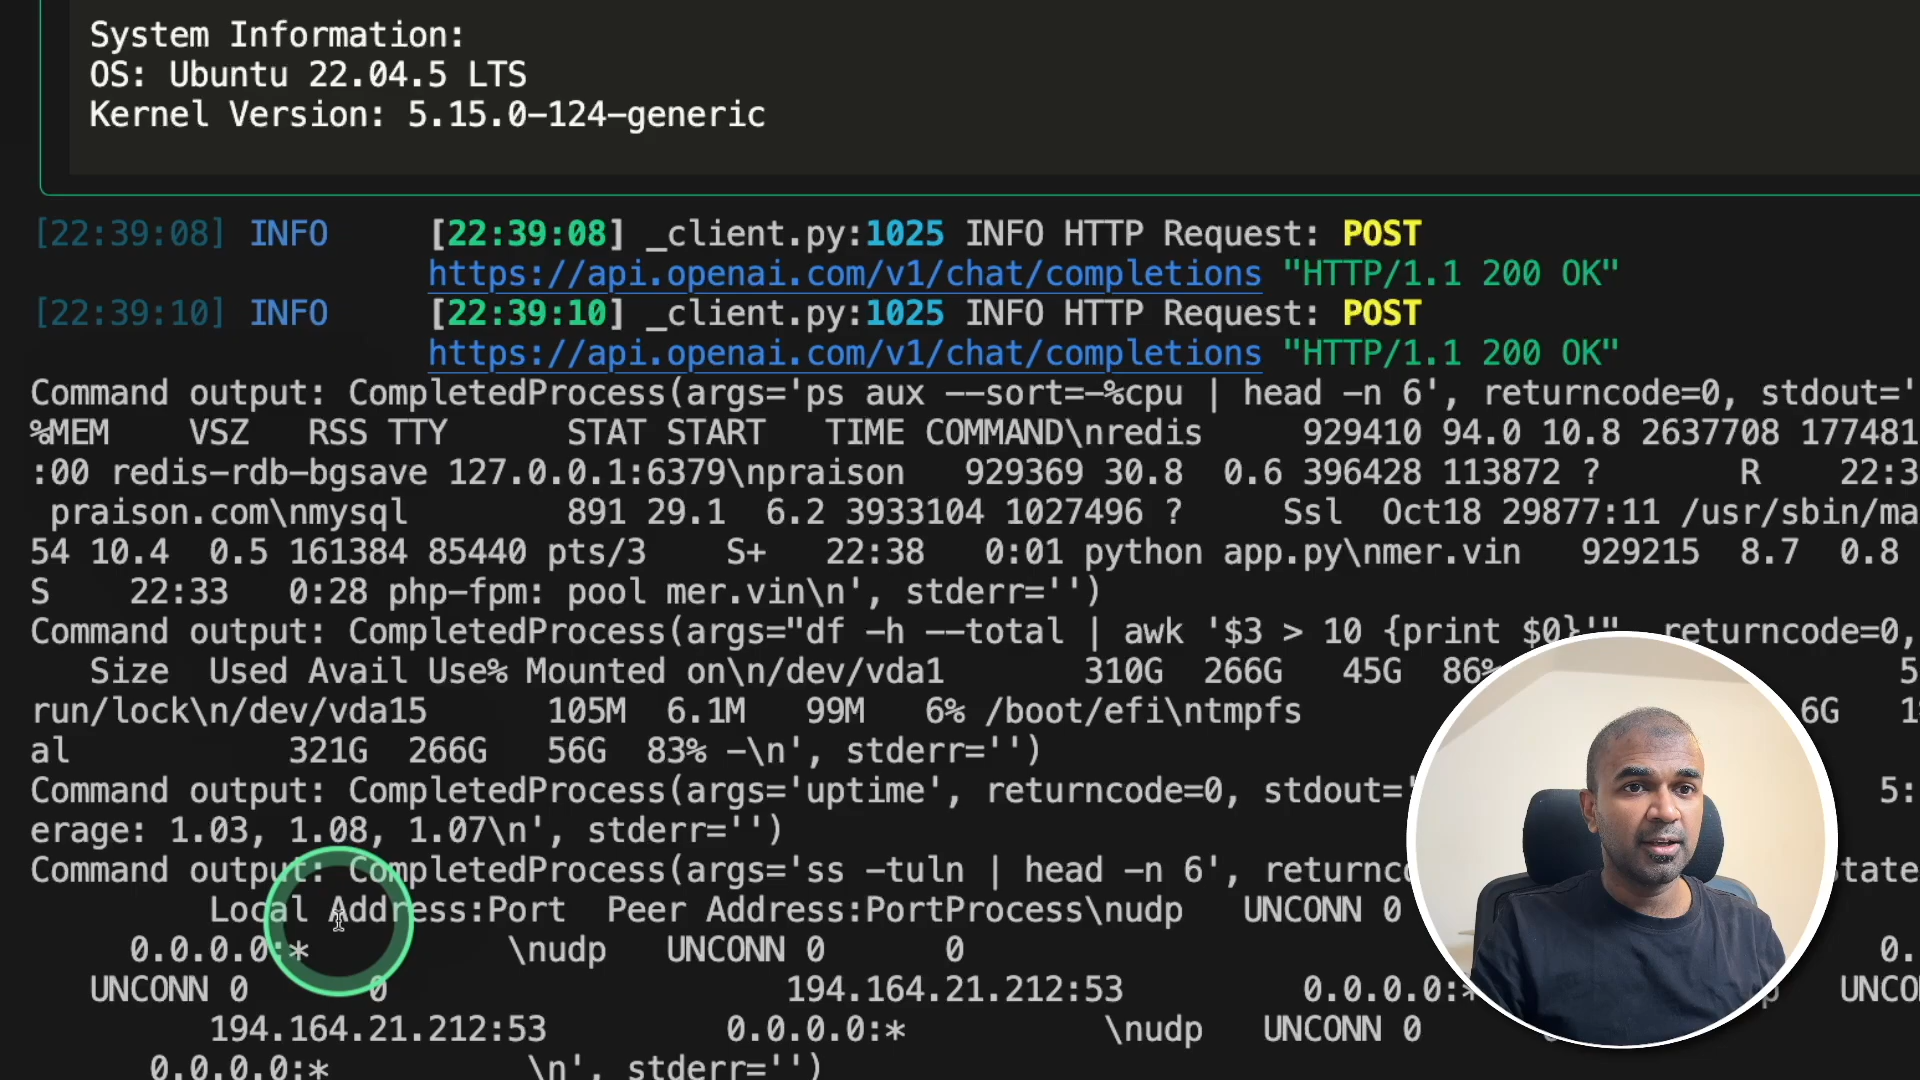 System Information:
OS: Ubuntu 22.04.5 LTS
Kernel Version: 5.15.0-124-generic
[22:39:08] INFO [22:39:08] _client.py:1025 INFO HTTP Request: POST
https://api.openai.com/v1/chat/completions "HTTP/1.1 200 OK"
[22:39:10] INFO [22:39:10] _client.py:1025 INFO HTTP Request: POST
https://api.openai.com/v1/chat/completions "HTTP/1.1 200 OK"
Command output: CompletedProcess(args='ps aux --sort=-%cpu | head -n 6', returncode=0, stdout='
%MEM VSZ RSS TTY STAT START TIME COMMAND\nredis 929410 94.0 10.8 2637708 177481
:00 redis-rdb-bgsave 127.0.0.1:6379\npraison 929369 30.8 0.6 396428 113872 ? R 22:3
praison.com\nmysql 891 29.1 6.2 3933104 1027496 ? Ssl Oct18 29877:11 /usr/sbin/ma
54 10.4 0.5 161384 85440 pts/3 S+ 22:38 0:01 python app.py\nmer.vin 929215 8.7 0.8
S 22:33 0:28 php-fpm: pool mer.vin\n', stderr='')
Command output: CompletedProcess(args="df -h --total | awk '$3 > 10 {print $0}'", returncode=0,
Size Used Avail Use% Mounted on\n/dev/vda1 310G 266G 45G 86% 5
run/lock\n/dev/vda15 105M 6.1M 99M 6% /boot/efi\ntmpfs 6G 1
al 321G 266G 56G 83% -\n', stderr='')
Command output: CompletedProcess(args='uptime', returncode=0, stdout=' 5:
erage: 1.03, 1.08, 1.07\n', stderr='')
Command output: CompletedProcess(args='ss -tuln | head -n 6', returnc tate
Local Address:Port Peer Address:PortProcess\nudp UNCONN 0
0.0.0.0:* \nudp UNCONN 0 0 0.
UNCONN 0 0 194.164.21.212:53 0.0.0.0:* UNCO
194.164.21.212:53 0.0.0.0:* \nudp UNCONN 0
0.0.0.0:* \n', stderr='')